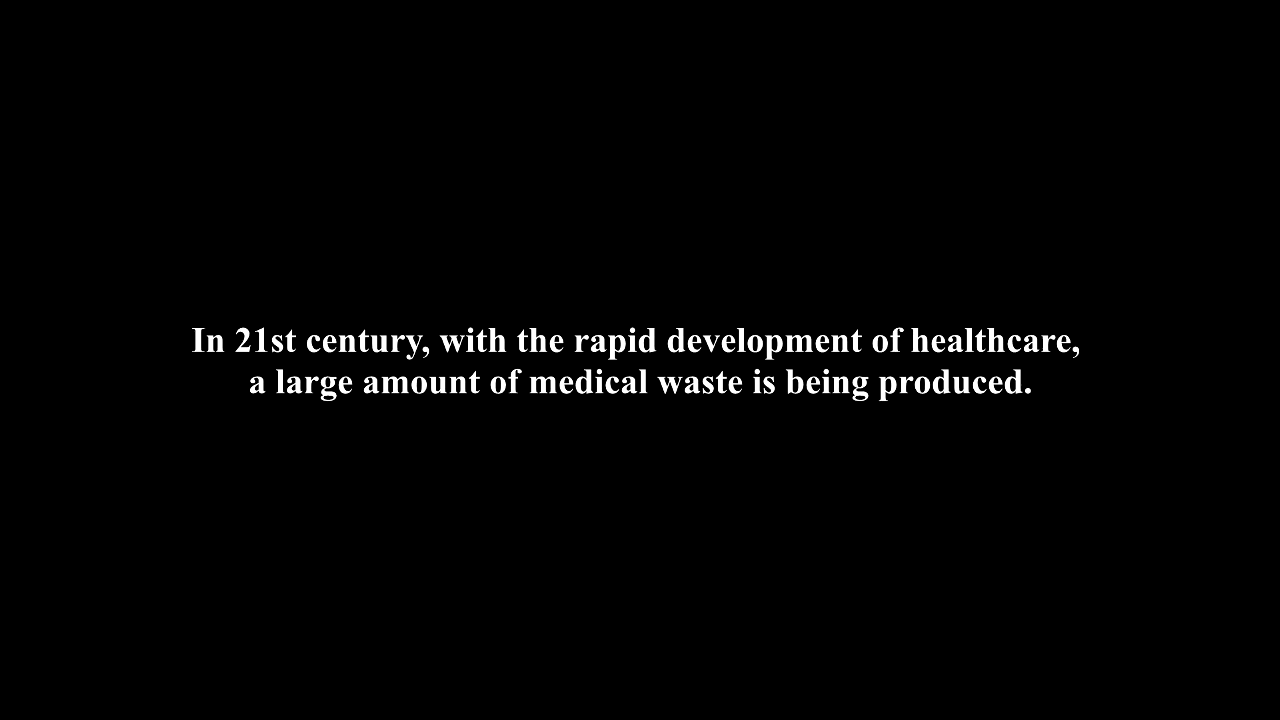 In 21st century, with the rapid development of healthcare,
a large amount of medical waste is being produced.